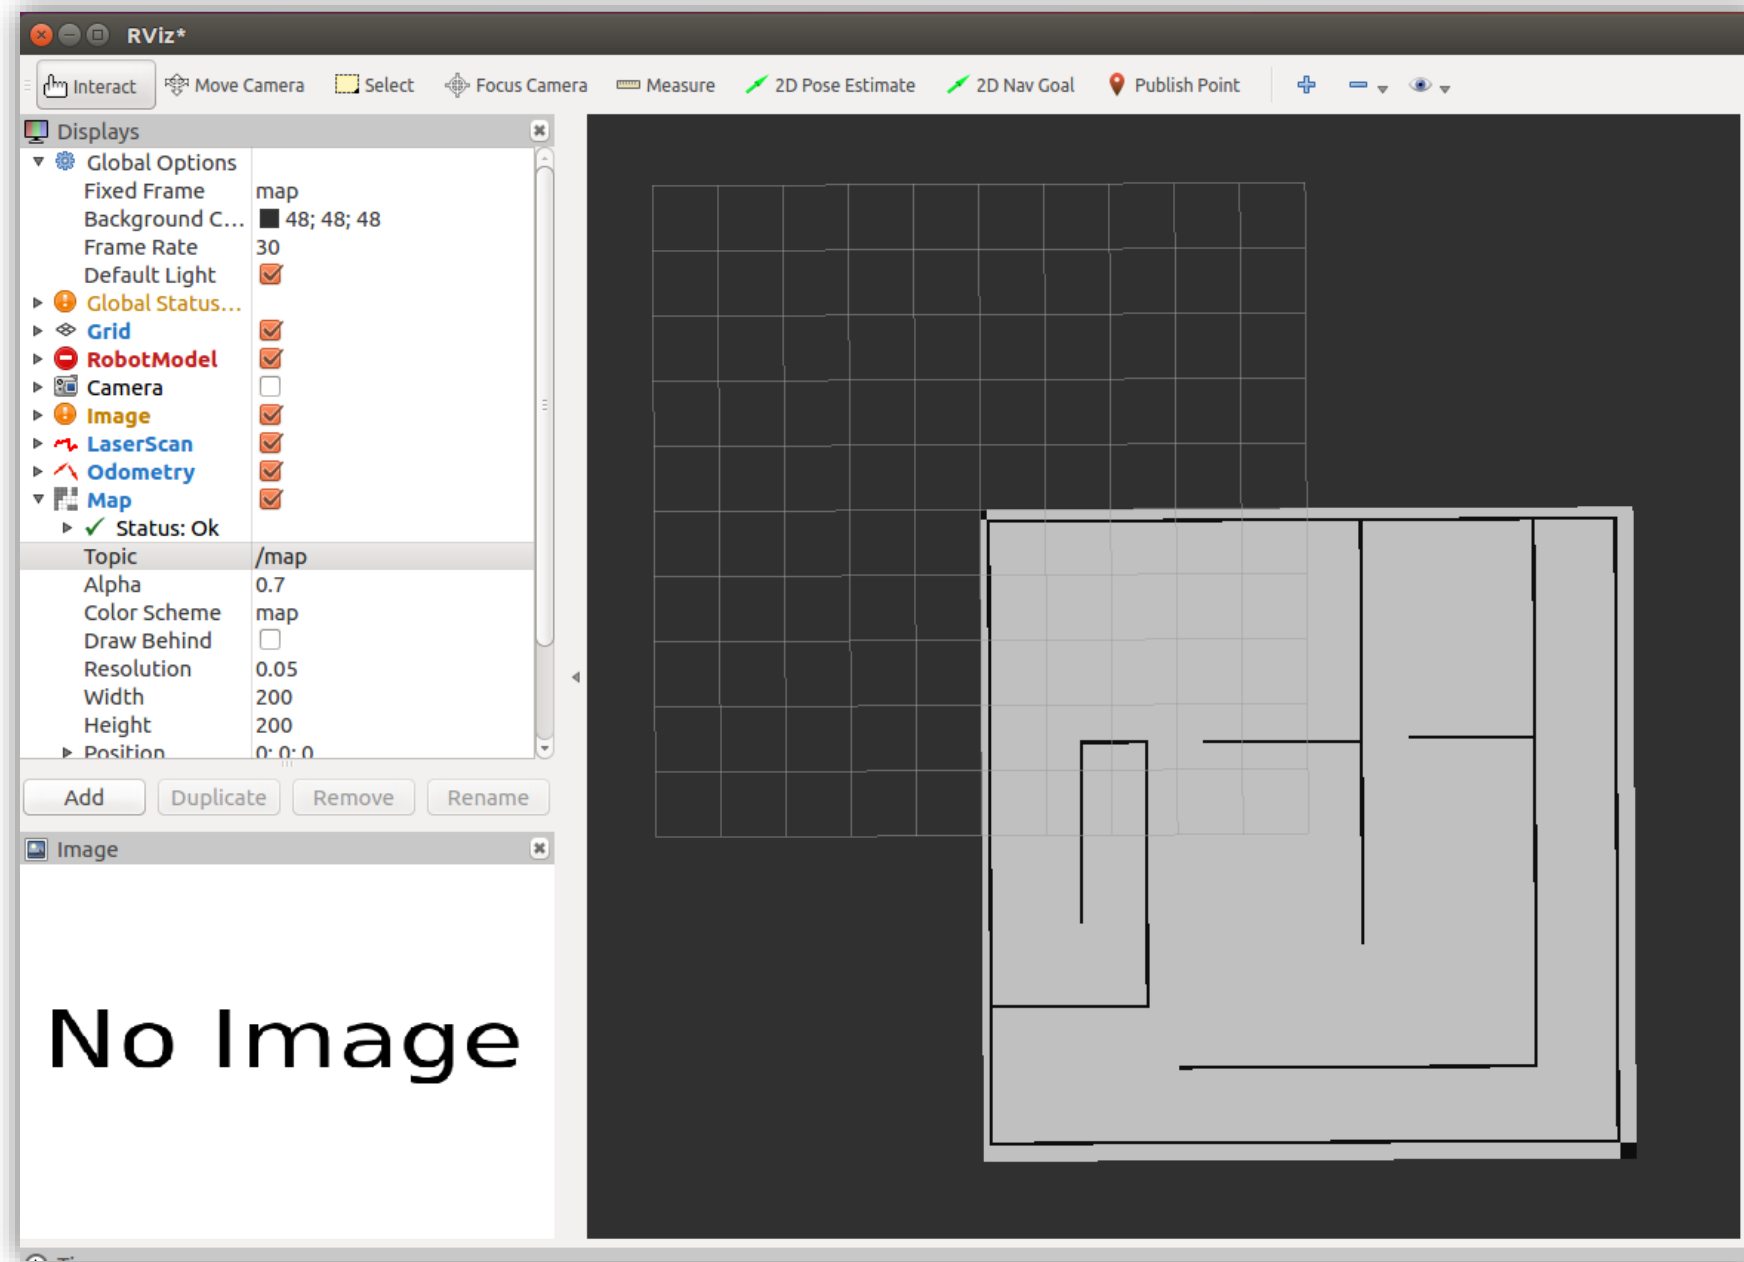 RViz*
Interact Move Camera Select Focus Camera Measure 2D Pose Estimate 2D Nav Goal Publish Point
Displays
Global Options
Fixed Frame map
Background C... 48; 48; 48
Frame Rate 30
Default Light
Global Status...
Grid
RobotModel
Camera
Image
LaserScan
Odometry
Map
Status: Ok
Topic /map
Alpha 0.7
Color Scheme map
Draw Behind
Resolution 0.05
Width 200
Height 200
Position 0; 0; 0
Add Duplicate Remove Rename
Image
No Image